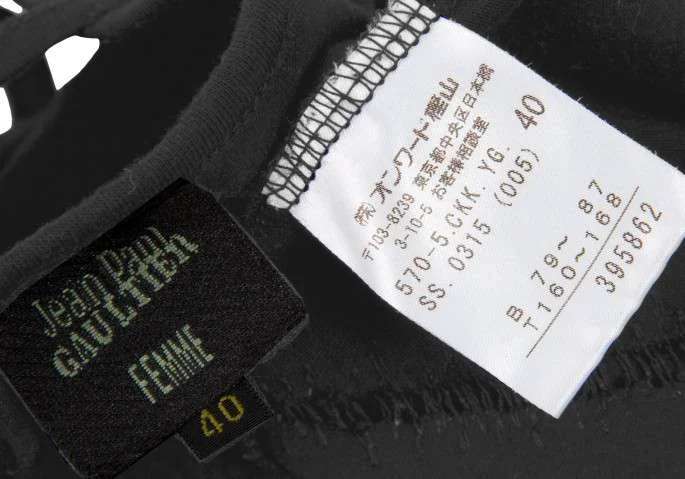 Jean Paul
GAULTIER
FEMME
40
㈱オンワード樫山
〒103-8239 東京都中央区日本橋
3-10-5 お客様相談室
570-5.CKK.YG. 40
SS. 0315 (005)
B 79~ 87
T160~168
395862